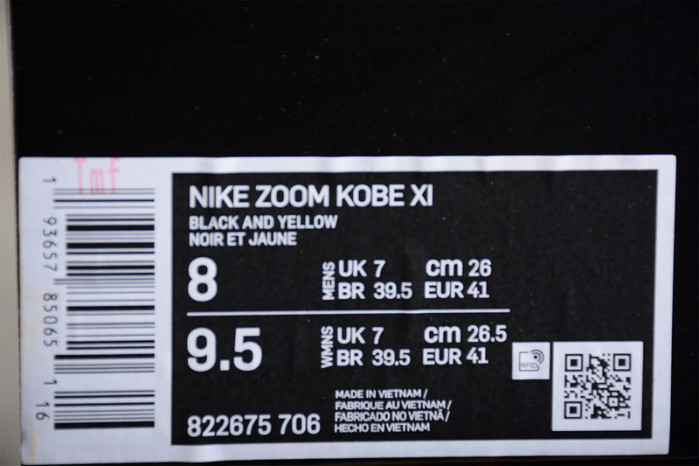 Tmf
NIKE ZOOM KOBE XI
BLACK AND YELLOW
NOIR ET JAUNE
8 MENS UK 7 cm 26
BR 39.5 EUR 41
9.5 WMNS UK 7 cm 26.5
BR 39.5 EUR 41
RFID
822675 706
MADE IN VIETNAM /
FABRIQUE AU VIETNAM /
FABRICADO NO VIETNÃ /
HECHO EN VIETNAM
1 93657 85065 1 16